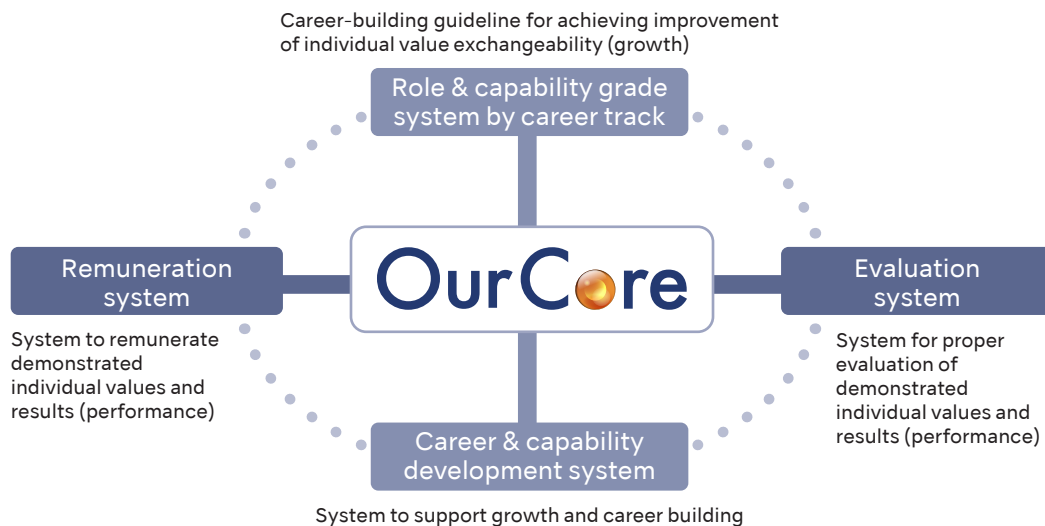 Career-building guideline for achieving improvement
of individual value exchangeability (growth)
Role & capability grade
system by career track
Remuneration
system
System to remunerate
demonstrated
individual values and
results (performance)
Our Core
Evaluation
system
System for proper
evaluation of
demonstrated
individual values and
results (performance)
Career & capability
development system
System to support growth and career building